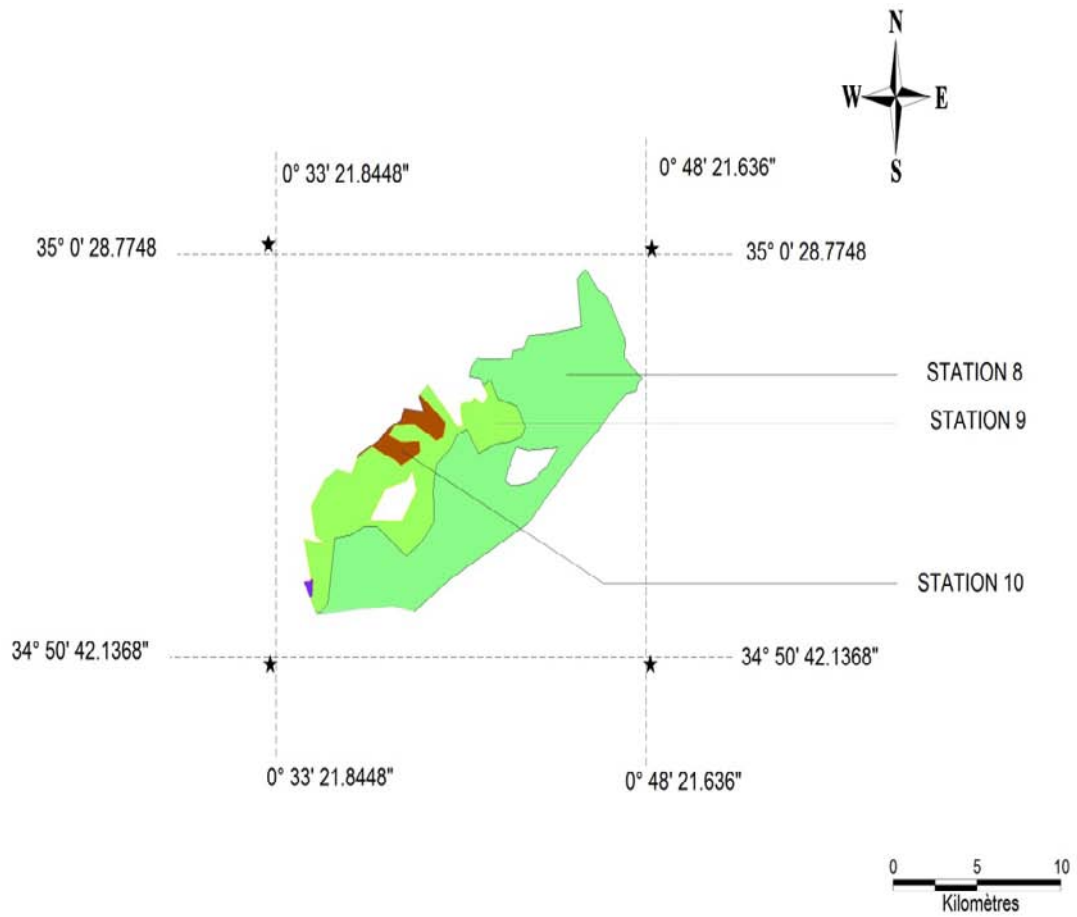 N
W E
S
0° 33' 21.8448" 0° 48' 21.636"
35° 0' 28.7748 35° 0' 28.7748
STATION 8
STATION 9
STATION 10
34° 50' 42.1368" 34° 50' 42.1368"
0° 33' 21.8448" 0° 48' 21.636"
0 5 10
Kilomètres